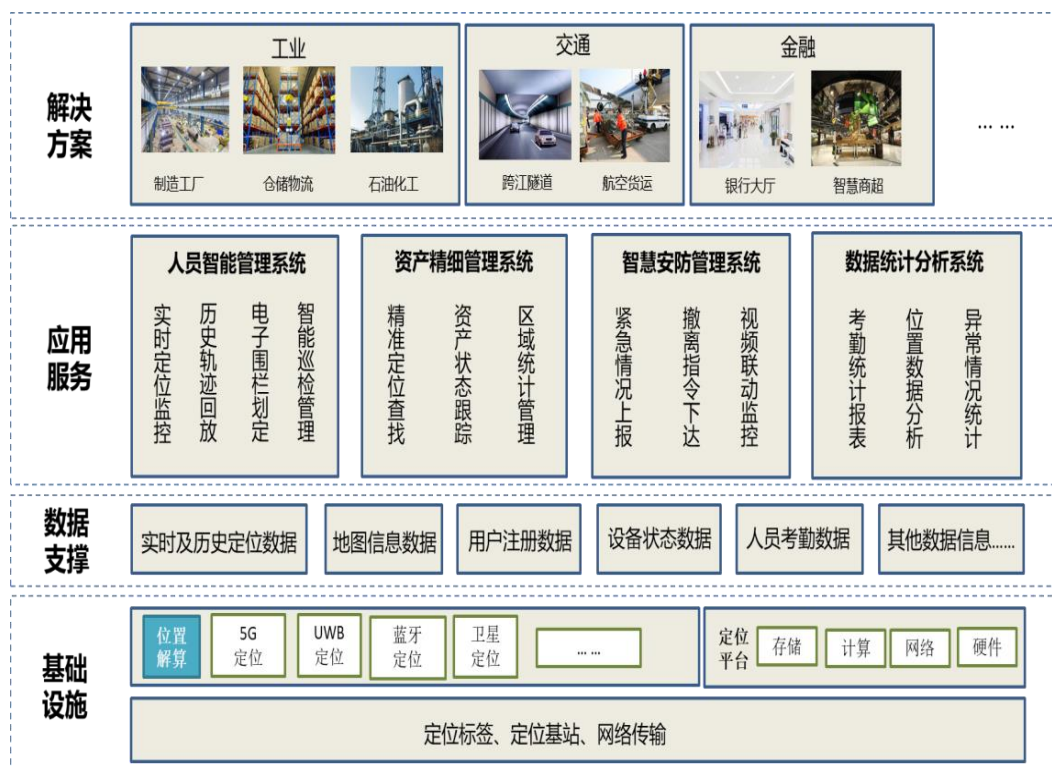 解决
方案
工业
制造工厂
仓储物流
石油化工
交通
跨江隧道
航空货运
金融
银行大厅
智慧商超
... ...
应用
服务
人员智能管理系统
实时定位监控
历史轨迹回放
电子围栏划定
智能巡检管理
资产精细管理系统
精准定位查找
资产状态跟踪
区域统计管理
智慧安防管理系统
紧急情况上报
撤离指令下达
视频联动监控
数据统计分析系统
考勤统计报表
位置数据分析
异常情况统计
数据
支撑
实时及历史定位数据
地图信息数据
用户注册数据
设备状态数据
人员考勤数据
其他数据信息......
基础
设施
位置
解算
5G
定位
UWB
定位
蓝牙
定位
卫星
定位
... ...
定位
平台
存储
计算
网络
硬件
定位标签、定位基站、网络传输